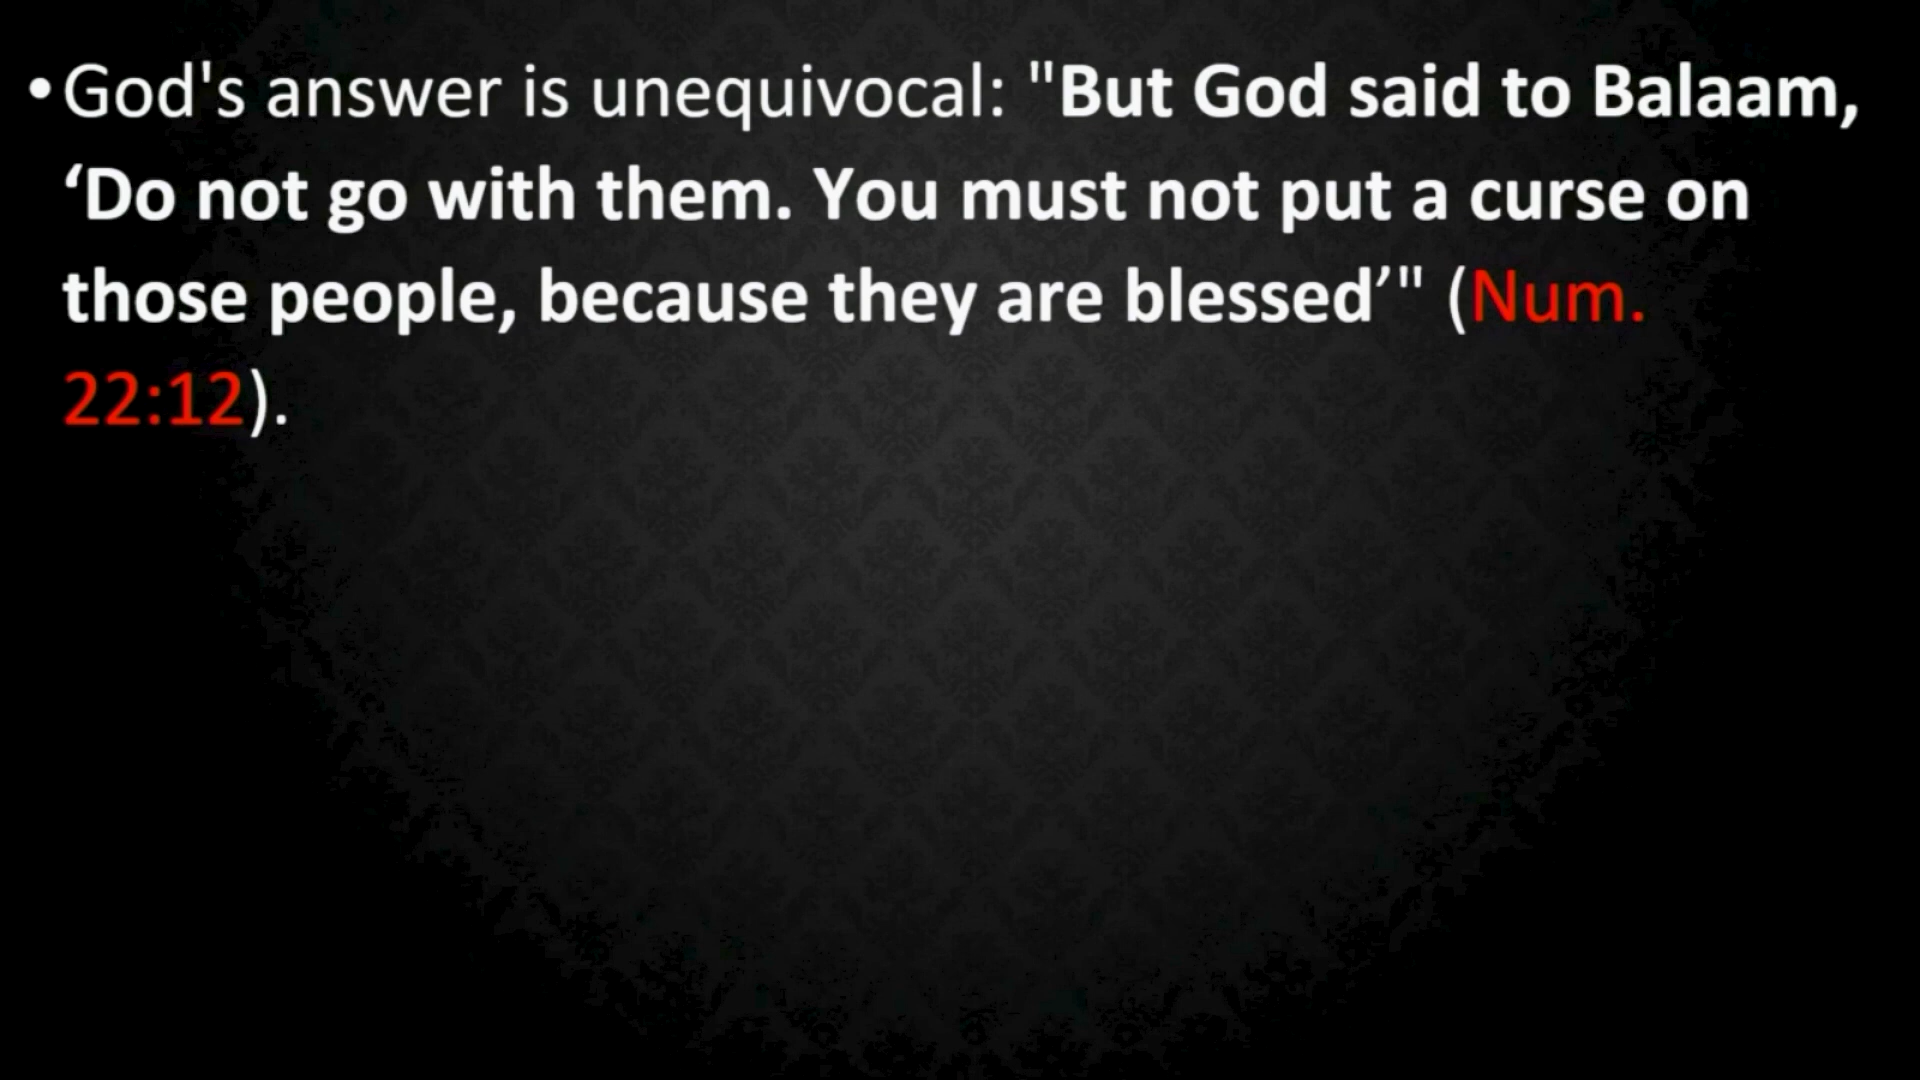 •God's answer is unequivocal: "But God said to Balaam,
‘Do not go with them. You must not put a curse on
those people, because they are blessed’" (Num.
22:12).